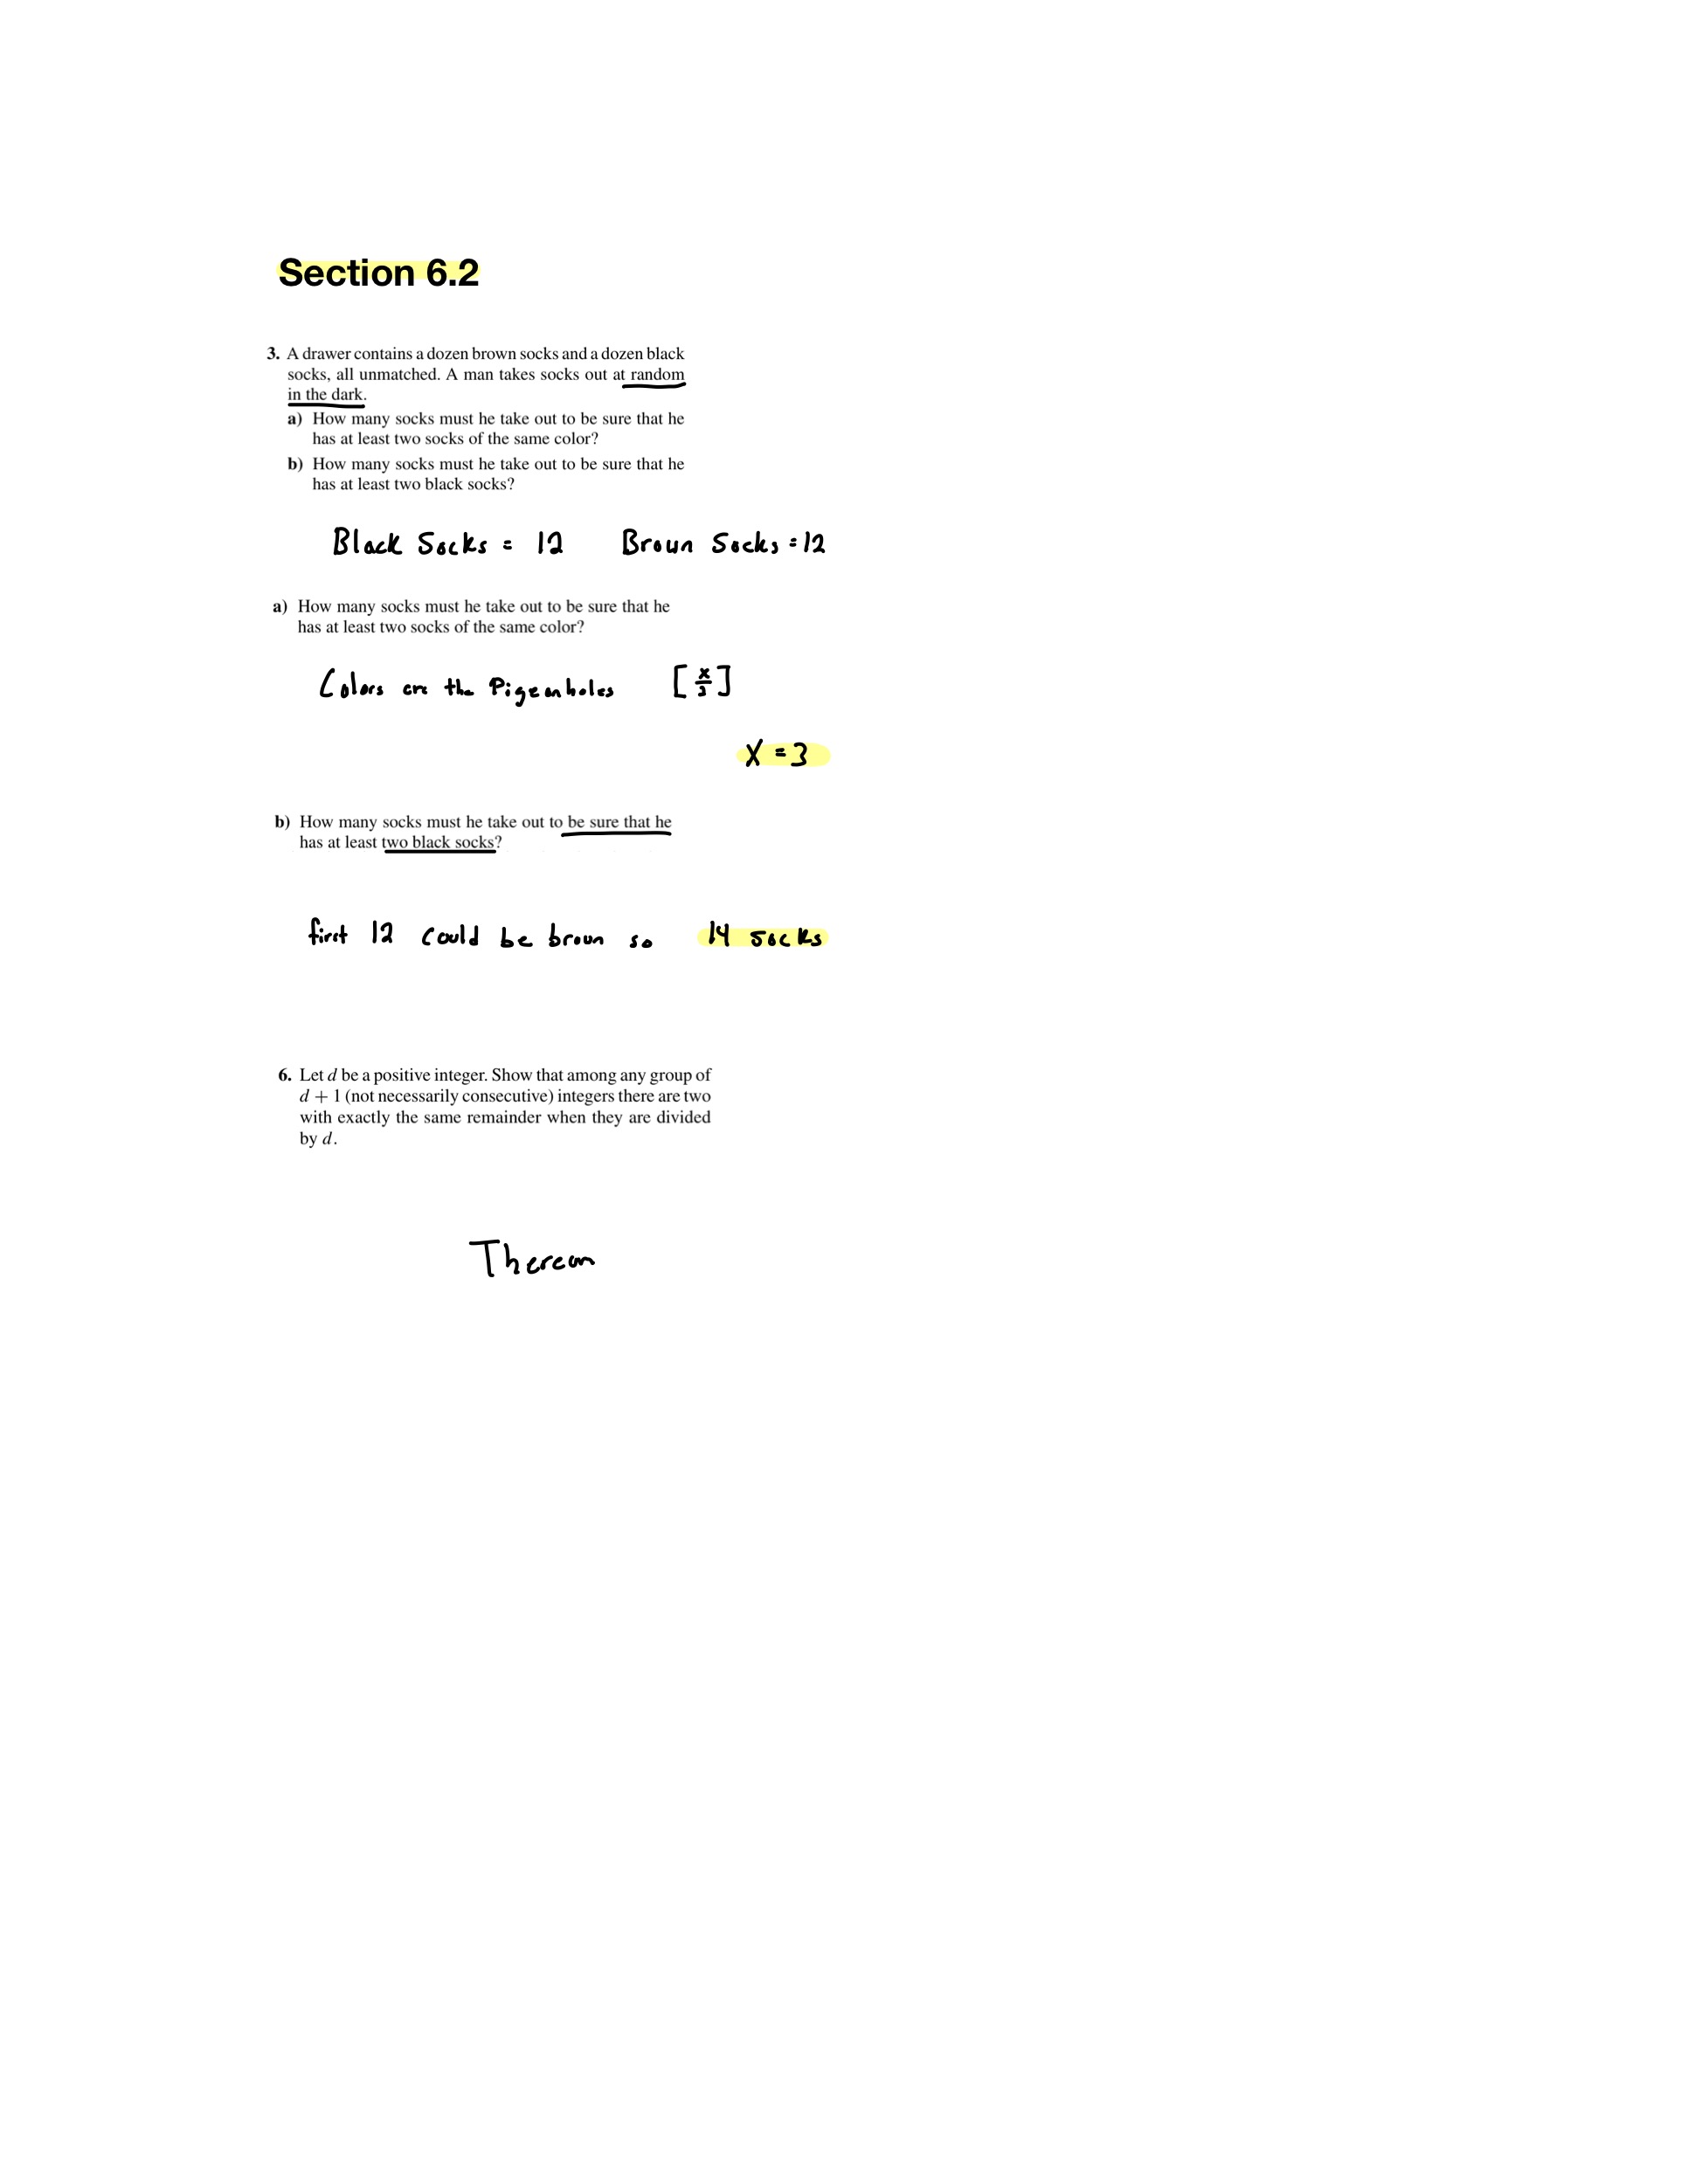 Section 6.2
3. A drawer contains a dozen brown socks and a dozen black
socks, all unmatched. A man takes socks out at random
in the dark.
a) How many socks must he take out to be sure that he
has at least two socks of the same color?
b) How many socks must he take out to be sure that he
has at least two black socks?
Black Socks = 12 Brown Socks = 12
a) How many socks must he take out to be sure that he
has at least two socks of the same color?
Colors are the Pigeonholes
X = 3
b) How many socks must he take out to be sure that he
has at least two black socks?
first 12 could be brown so 14 socks
6. Let d be a positive integer. Show that among any group of
d + 1 (not necessarily consecutive) integers there are two
with exactly the same remainder when they are divided
by d.